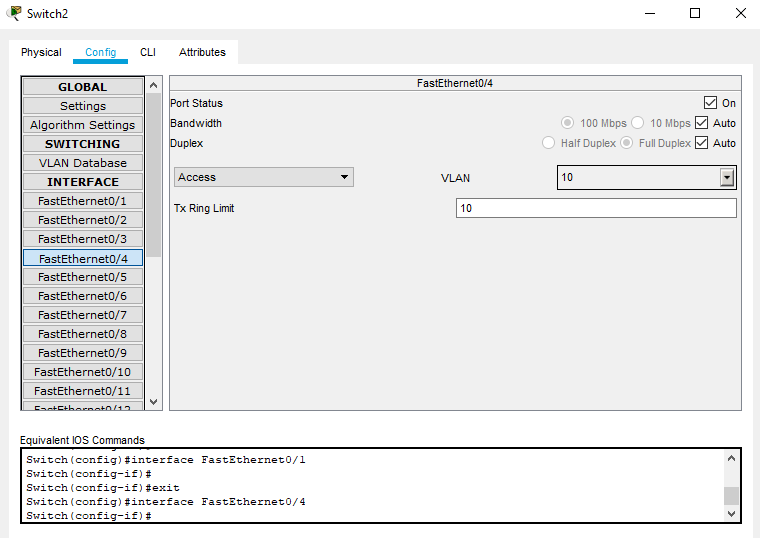 Switch2
Physical Config CLI Attributes
GLOBAL
Settings
Algorithm Settings
SWITCHING
VLAN Database
INTERFACE
FastEthernet0/1
FastEthernet0/2
FastEthernet0/3
FastEthernet0/4
FastEthernet0/5
FastEthernet0/6
FastEthernet0/7
FastEthernet0/8
FastEthernet0/9
FastEthernet0/10
FastEthernet0/11
FastEthernet0/12
FastEthernet0/4
Port Status On
Bandwidth 100 Mbps 10 Mbps Auto
Duplex Half Duplex Full Duplex Auto
Access VLAN 10
Tx Ring Limit 10
Equivalent IOS Commands
Switch(config)#interface FastEthernet0/1
Switch(config-if)#
Switch(config-if)#exit
Switch(config)#interface FastEthernet0/4
Switch(config-if)#